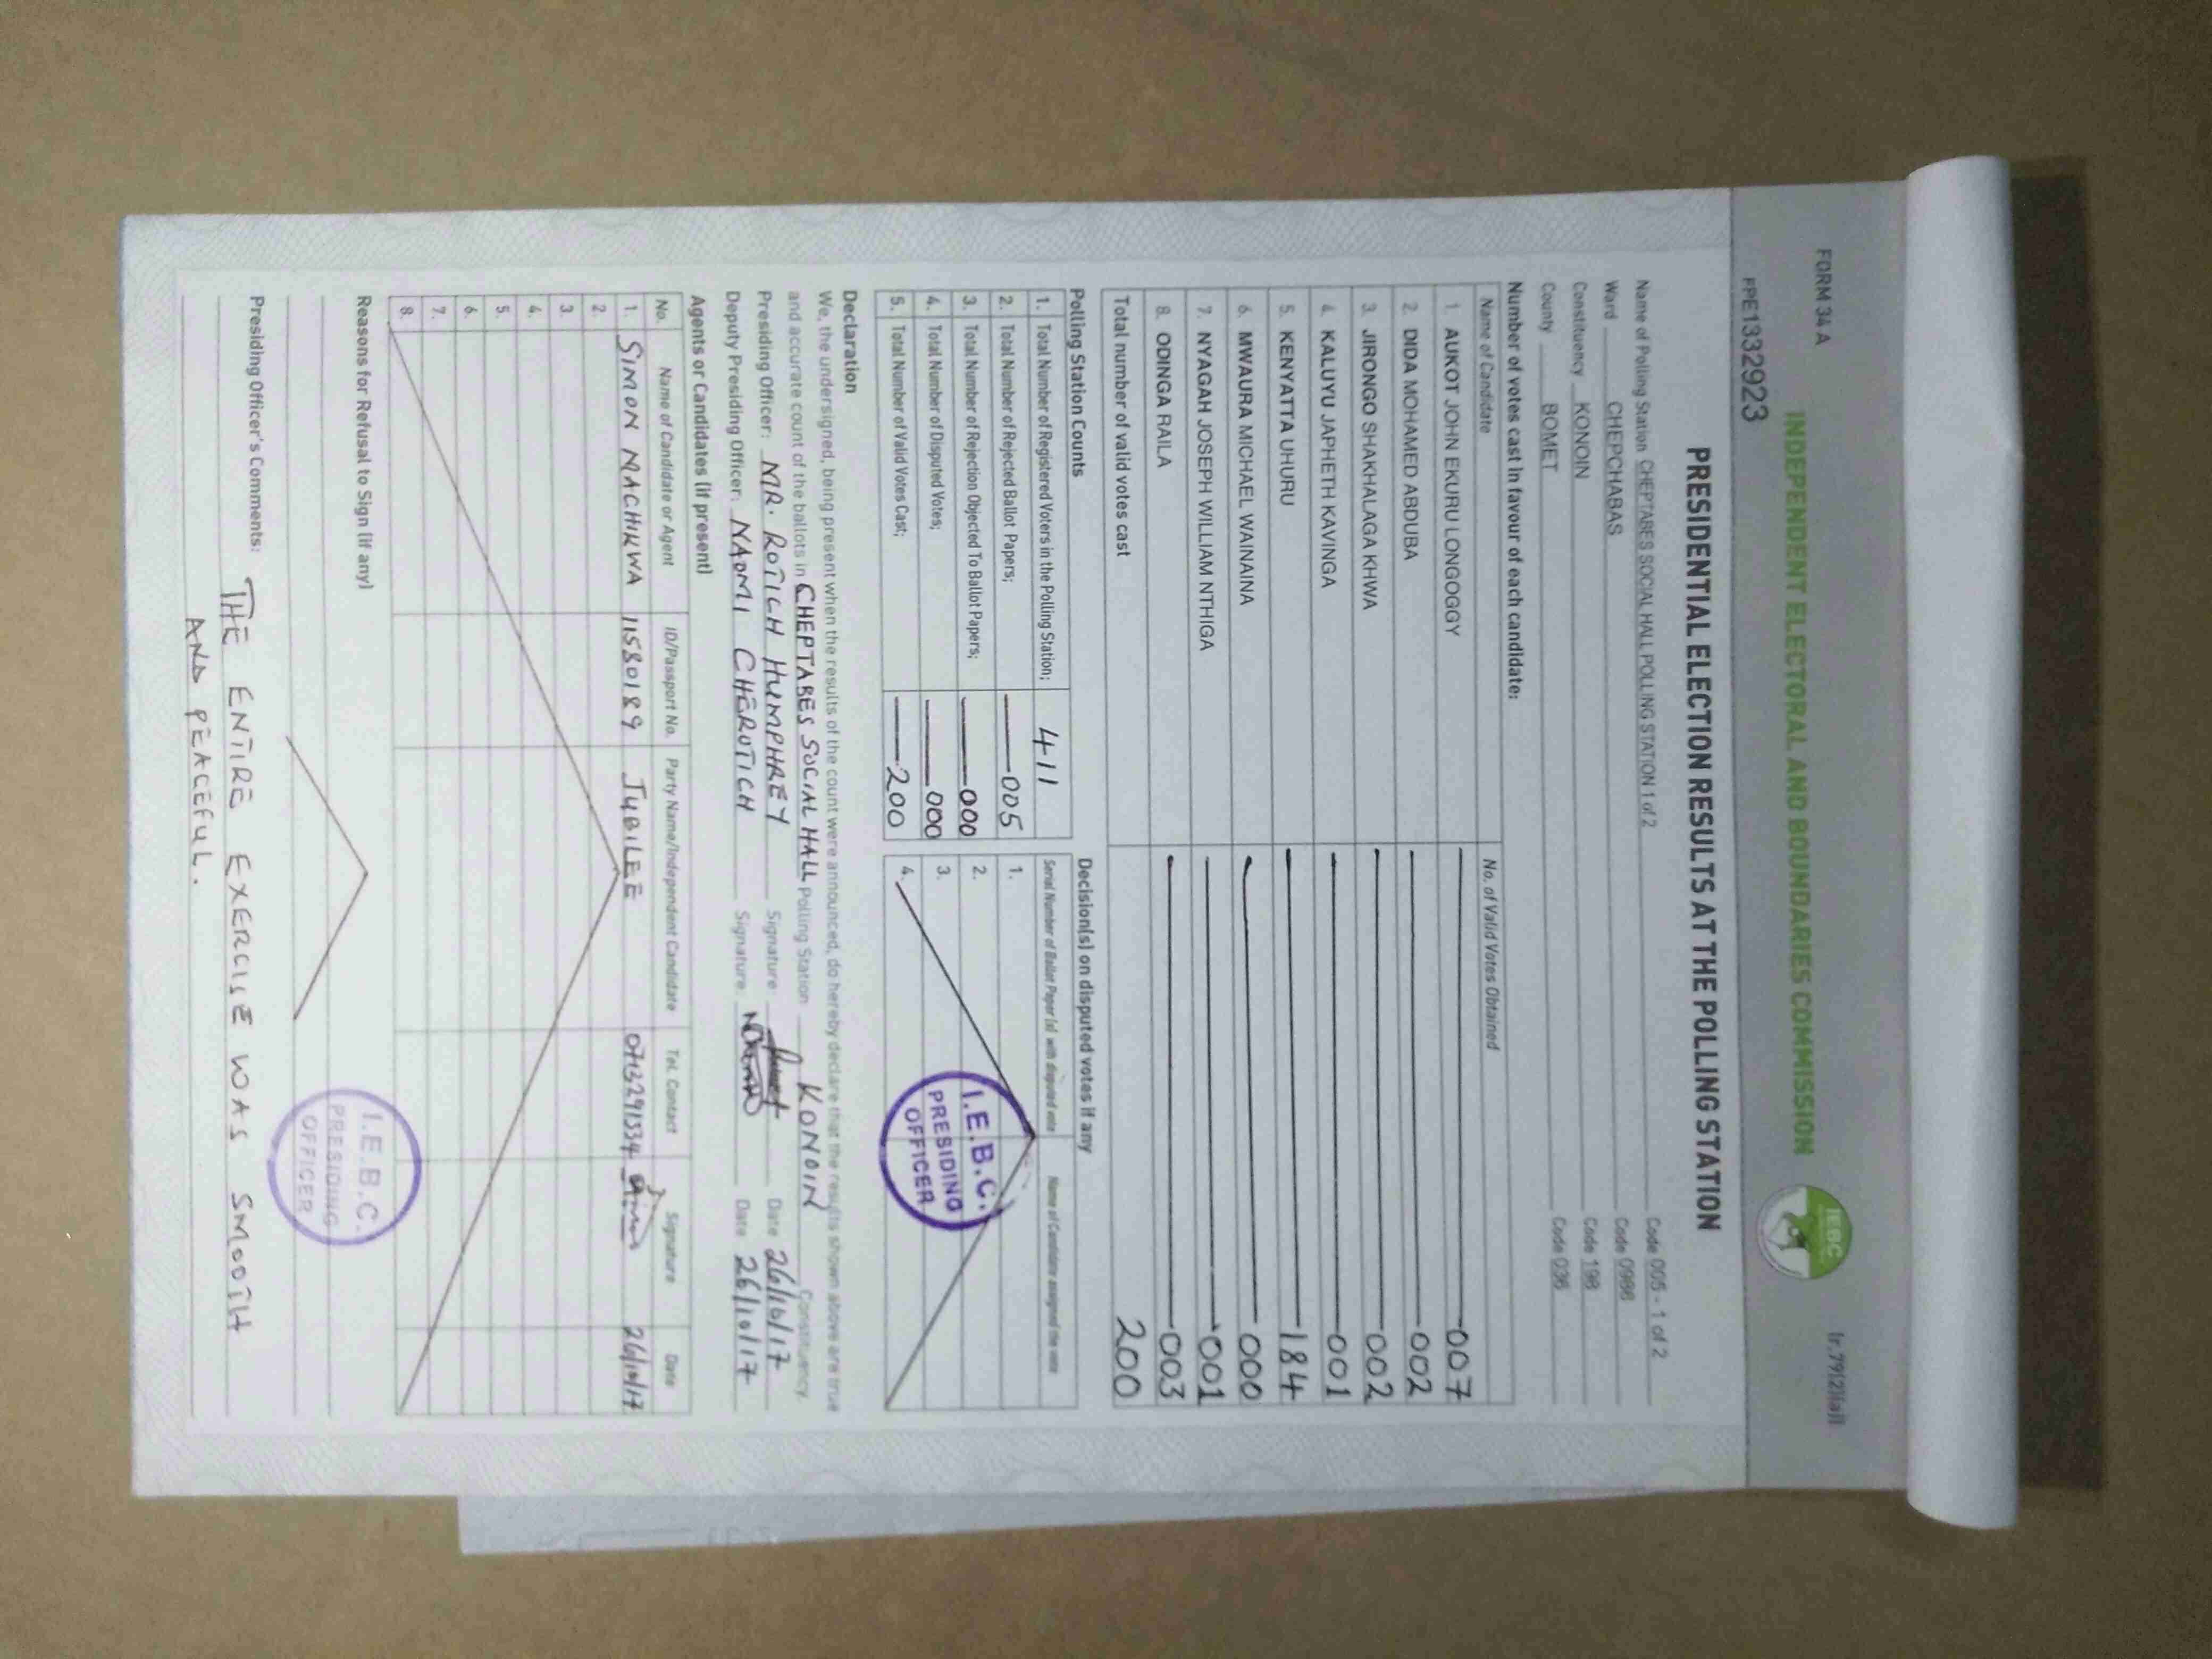 FORM 34 A
(r.79(2)(a))
INDEPENDENT ELECTORAL AND BOUNDARIES COMMISSION
IEBC
PPE1332923
PRESIDENTIAL ELECTION RESULTS AT THE POLLING STATION
Name of Polling Station CHEPTABES SOCIAL HALL POLLING STATION 1 of 2 Code 005 - 1 of 2
Ward CHEPCHABAS Code 0986
Constituency KONOIN Code 198
County BOMET Code 036
Number of votes cast in favour of each candidate:
Name of Candidate No. of Valid Votes Obtained
1 AUKOT JOHN EKURU LONGOGGY 007
2. DIDA MOHAMED ABDUBA 002
3. JIRONGO SHAKHALAGA KHWA 002
4. KALUYU JAPHETH KAVINGA 001
5. KENYATTA UHURU 184
6. MWAURA MICHAEL WAINAINA 000
7. NYAGAH JOSEPH WILLIAM NTHIGA 001
8. ODINGA RAILA 003
Total number of valid votes cast 200
Polling Station Counts
1. Total Number of Registered Voters in the Polling Station; 411
2. Total Number of Rejected Ballot Papers; 005
3. Total Number of Rejection Objected To Ballot Papers; 000
4. Total Number of Disputed Votes; 000
5. Total Number of Valid Votes Cast; 200
Decision(s) on disputed votes if any
Serial Number of Ballot Paper (s) with disputed vote Name of Candidate assigned the vote
1.
2.
3.
4.
I.E.B.C.
PRESIDING
OFFICER
Declaration
We, the undersigned, being present when the results of the count were announced, do hereby declare that the results shown above are true
and accurate count of the ballots in CHEPTABES SOCIAL HALL Polling Station KONOIN Constituency.
Presiding Officer: MR. ROTICH HUMPHREY Signature Date 26/10/17
Deputy Presiding Officer: NAOMI CHEROTICH Signature Date 26/10/17
Agents or Candidates (if present)
No. Name of Candidate or Agent ID/Passport No. Party Name/Independent Candidate Tel. Contact Signature Date
1. SIMON NACHIKWA 11580189 JUBILEE 0713291534 26/10/17
2.
3.
4.
5.
6.
7.
8.
Reasons for Refusal to Sign (if any)
I.E.B.C.
PRESIDING
OFFICER
Presiding Officer's Comments: THE ENTIRE EXERCISE WAS SMOOTH
AND PEACEFUL.